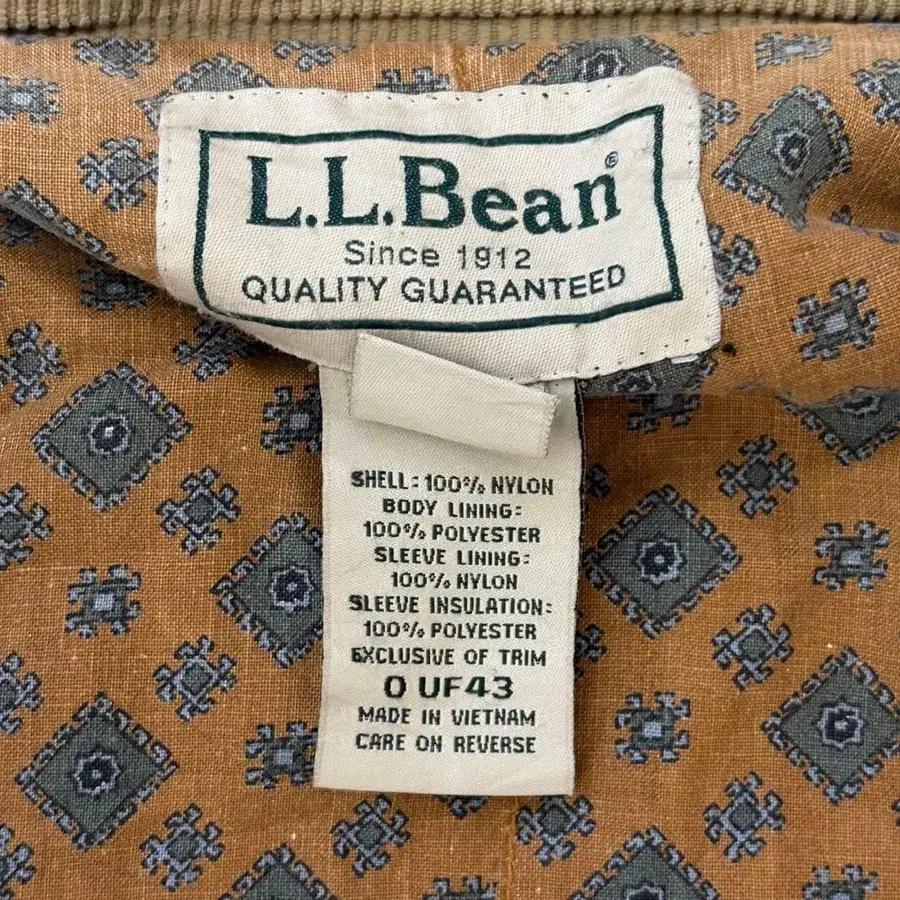 L.L.Bean®
Since 1912
QUALITY GUARANTEED
SHELL: 100% NYLON
BODY LINING:
100% POLYESTER
SLEEVE LINING:
100% NYLON
SLEEVE INSULATION:
100% POLYESTER
EXCLUSIVE OF TRIM
0 UF43
MADE IN VIETNAM
CARE ON REVERSE